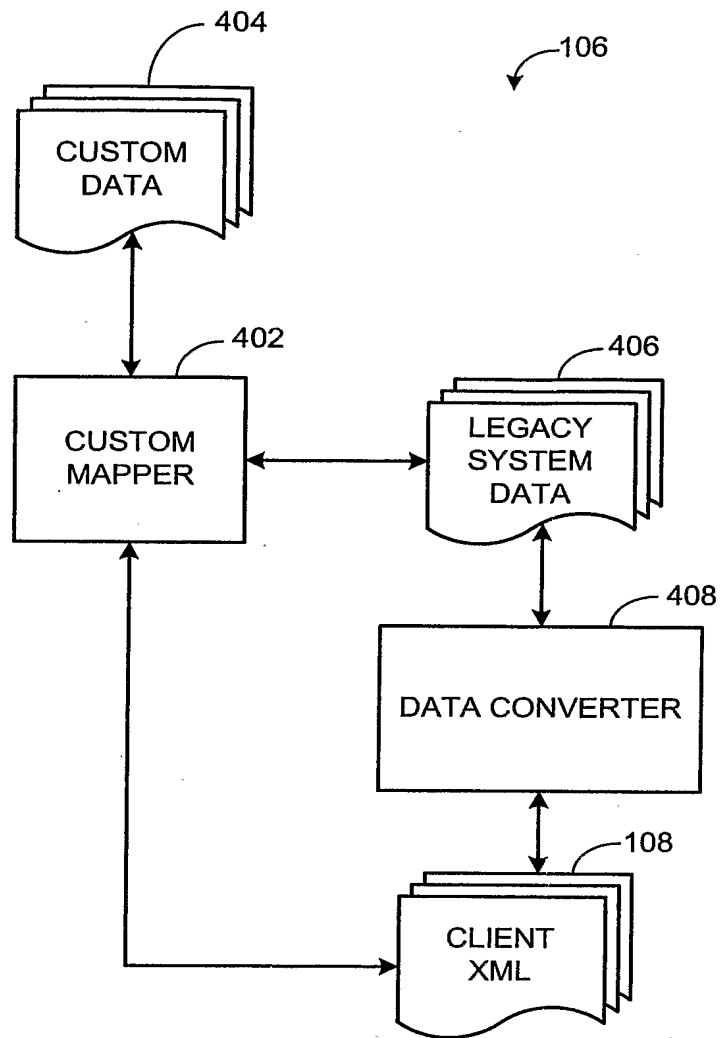 404
106
CUSTOM
DATA
402
CUSTOM
MAPPER
406
LEGACY
SYSTEM
DATA
408
DATA CONVERTER
108
CLIENT
XML